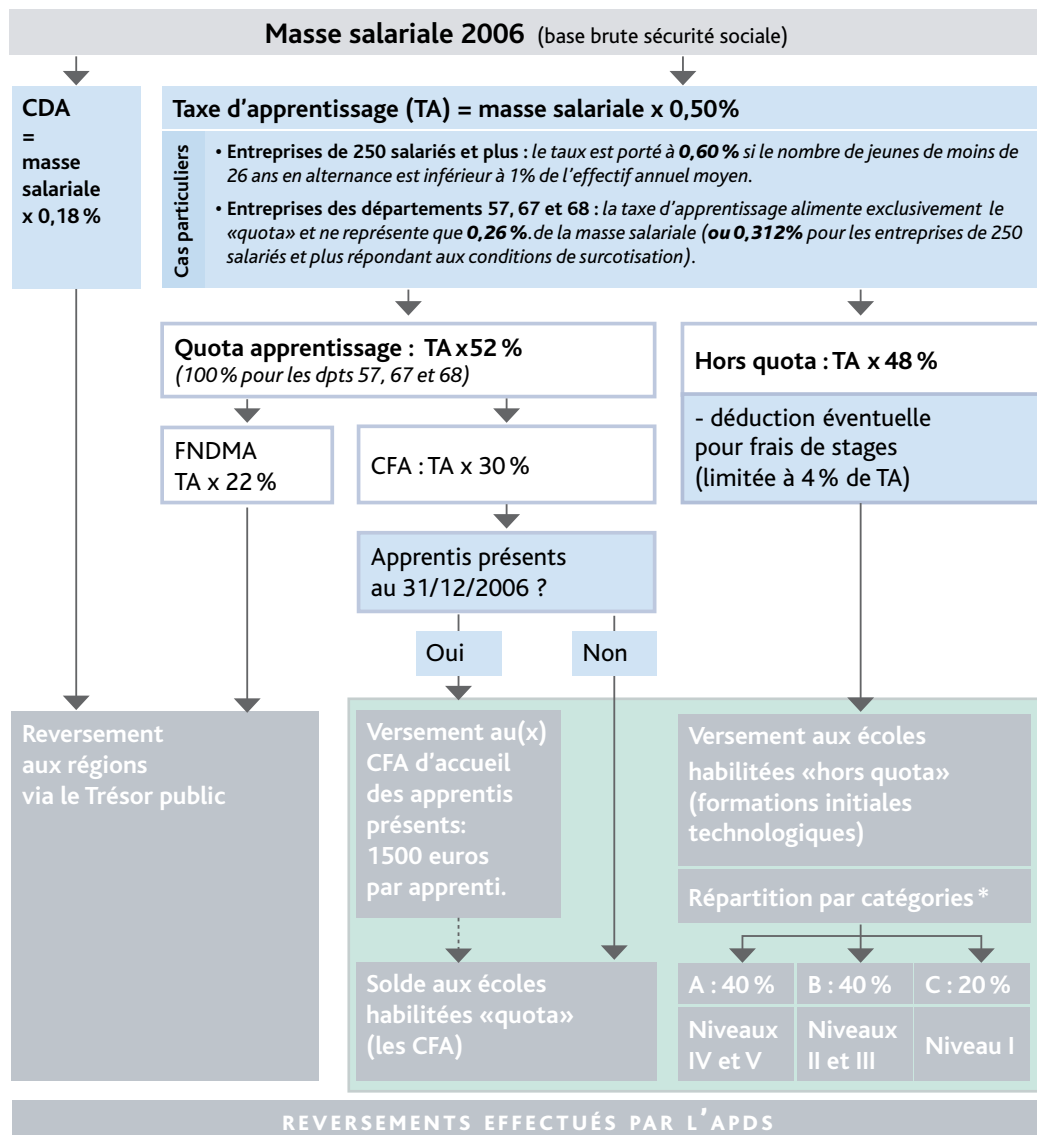 Masse salariale 2006 (base brute sécurité sociale)
CDA
=
masse
salariale
x 0,18 %
Taxe d'apprentissage (TA) = masse salariale x 0,50%
Cas particuliers
• Entreprises de 250 salariés et plus : le taux est porté à 0,60 % si le nombre de jeunes de moins de
26 ans en alternance est inférieur à 1% de l'effectif annuel moyen.
• Entreprises des départements 57, 67 et 68 : la taxe d'apprentissage alimente exclusivement le
«quota» et ne représente que 0,26 %.de la masse salariale (ou 0,312% pour les entreprises de 250
salariés et plus répondant aux conditions de surcotisation).
Quota apprentissage : TA x 52 %
(100% pour les dpts 57, 67 et 68)
Hors quota : TA x 48 %
- déduction éventuelle
pour frais de stages
(limitée à 4 % de TA)
FNDMA
TA x 22 %
CFA : TA x 30 %
Apprentis présents
au 31/12/2006 ?
Oui
Non
Reversement
aux régions
via le Trésor public
Versement au(x)
CFA d'accueil
des apprentis
présents:
1500 euros
par apprenti.
Solde aux écoles
habilitées «quota»
(les CFA)
Versement aux écoles
habilitées «hors quota»
(formations initiales
technologiques)
Répartition par catégories *
A : 40 %
B : 40 %
C : 20 %
Niveaux
IV et V
Niveaux
II et III
Niveau I
REVERSEMENTS EFFECTUÉS PAR L'APDS